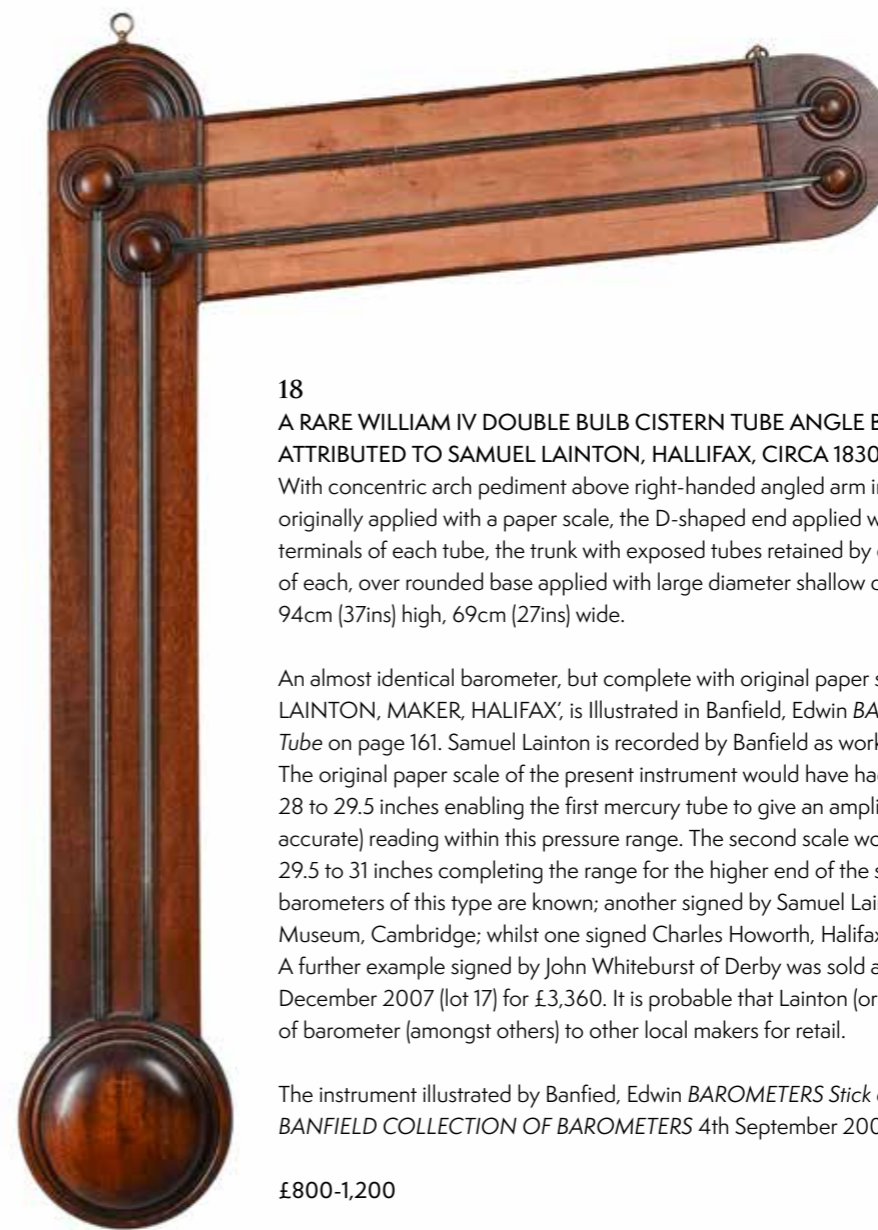 18
A RARE WILLIAM IV DOUBLE BULB CISTERN TUBE ANGLE
ATTRIBUTED TO SAMUEL LAINTON, HALLIFAX, CIRCA 1830
With concentric arch pediment above right-handed angled arm
originally applied with a paper scale, the D-shaped end applied
terminals of each tube, the trunk with exposed tubes retained by
of each, over rounded base applied with large diameter shallow
94cm (37ins) high, 69cm (27ins) wide.
An almost identical barometer, but complete with original paper
LAINTON, MAKER, HALIFAX’, is Illustrated in Banfield, Edwin
Tube on page 161. Samuel Lainton is recorded by Banfield as
The original paper scale of the present instrument would have
28 to 29.5 inches enabling the first mercury tube to give an
accurate) reading within this pressure range. The second scale
29.5 to 31 inches completing the range for the higher end of the
barometers of this type are known; another signed by Samuel
Museum, Cambridge; whilst one signed Charles Howorth, Halifax
A further example signed by John Whiteburst of Derby was sold
December 2007 (lot 17) for £3,360. It is probable that Lainton (or
of barometer (amongst others) to other local makers for retail.
The instrument illustrated by Banfied, Edwin BAROMETERS Stick
BANFIELD COLLECTION OF BAROMETERS 4th September
£800-1,200